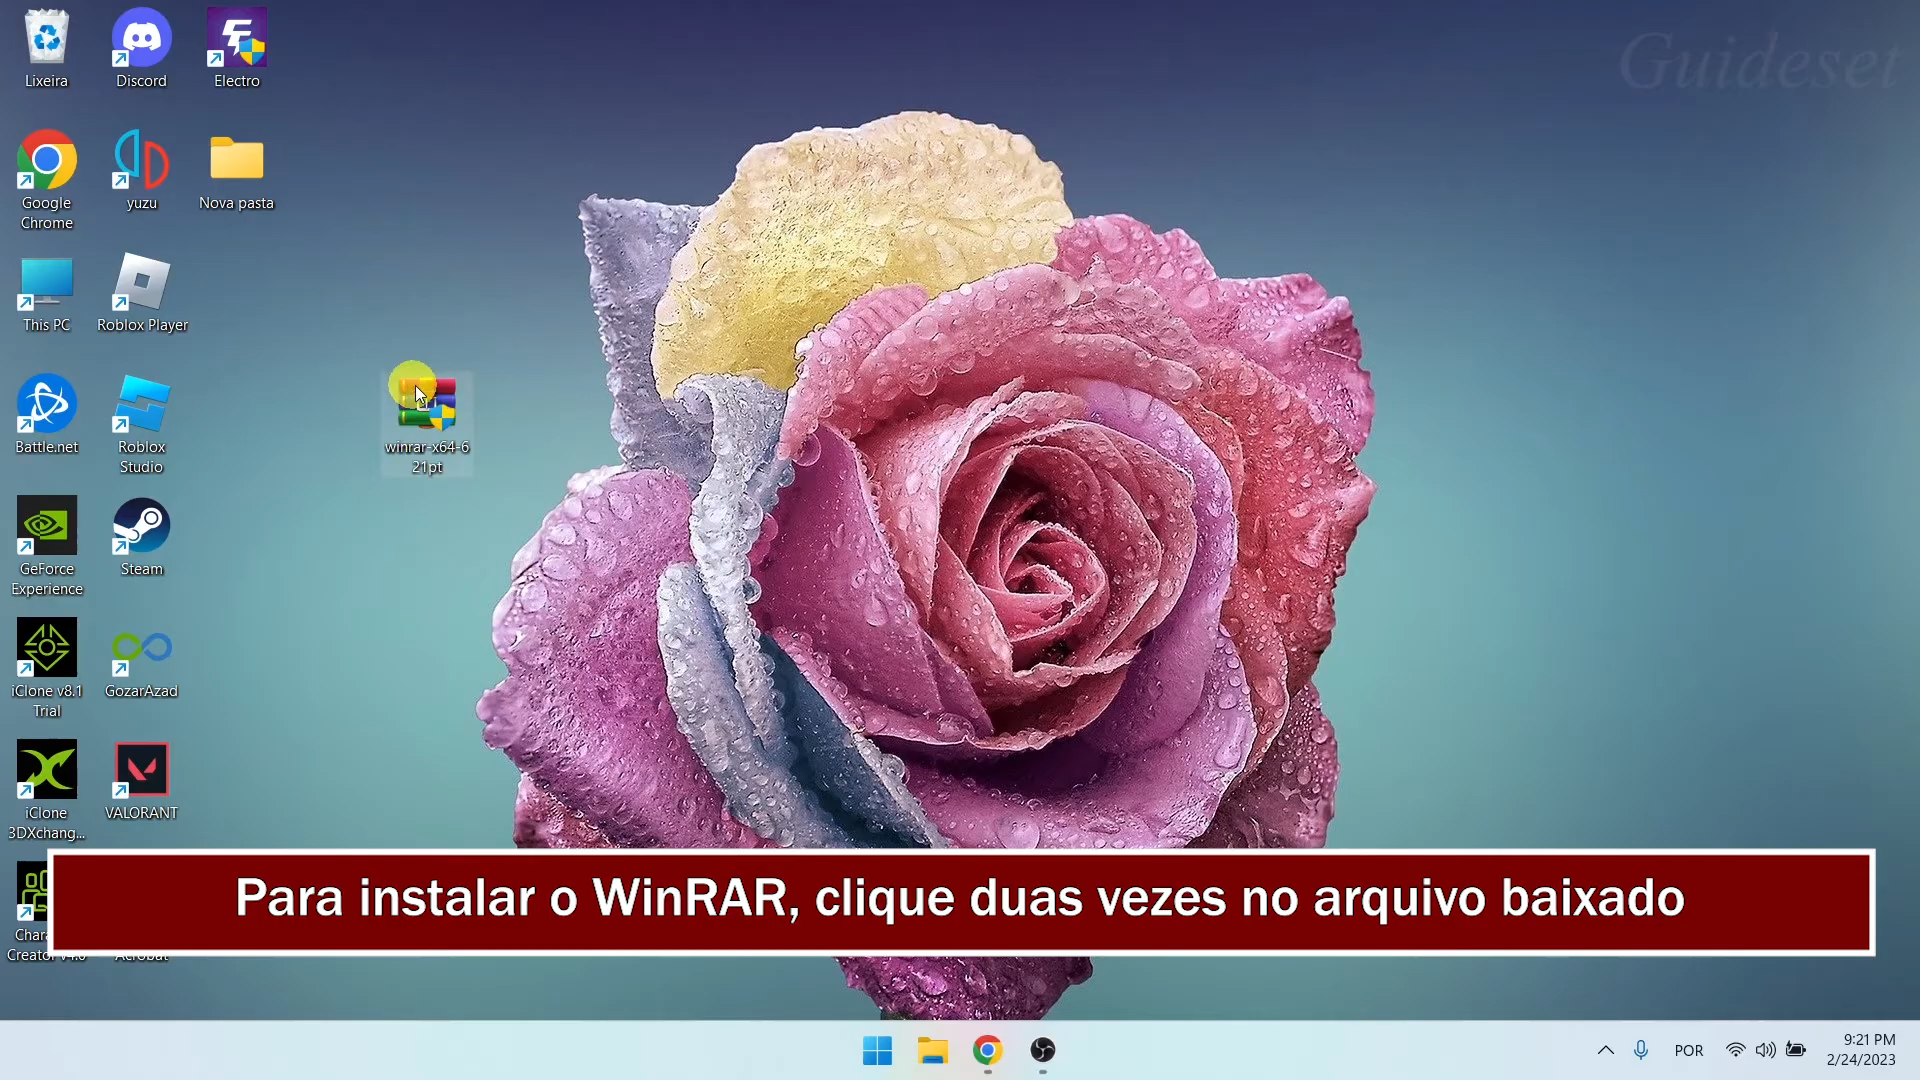 Guideset
Lixeira
Discord
Electro
Google
Chrome
yuzu
Nova pasta
This PC
Roblox Player
Battle.net
Roblox
Studio
winrar-x64-6
21pt
GeForce
Experience
Steam
iClone v8.1
Trial
GozarAzad
iClone
3DXchang...
VALORANT
Para instalar o WinRAR, clique duas vezes no arquivo baixado
POR
9:21 PM
2/24/2023